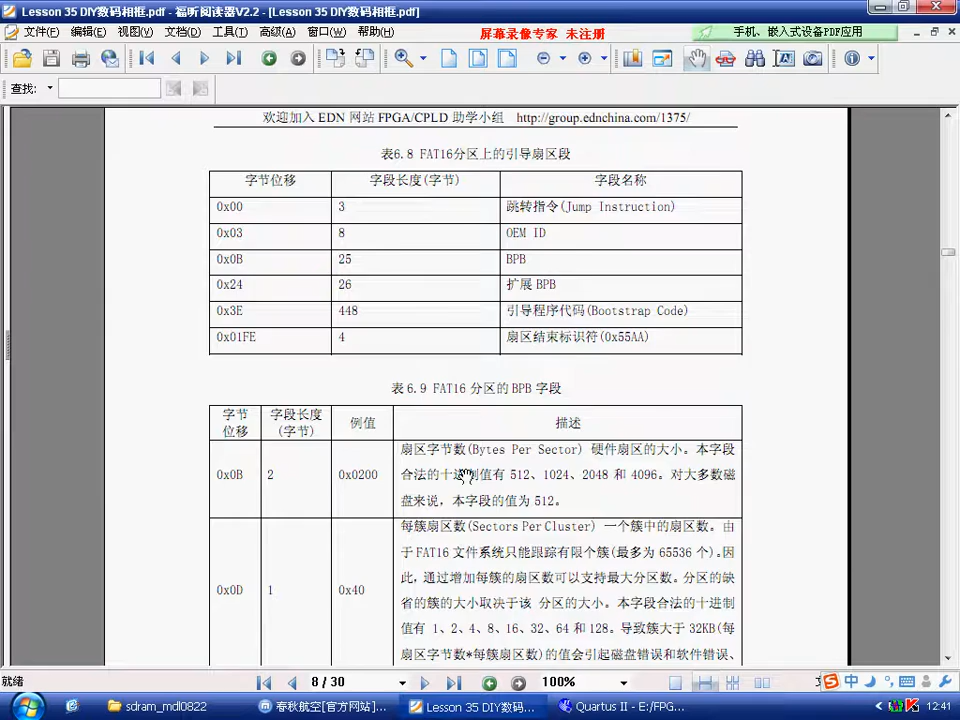 Lesson 35 DIY数码相框.pdf - 福昕阅读器V2.2 - [Lesson 35 DIY数码相框.pdf]
文件(F) 编辑(E) 视图(V) 文档(D) 工具(T) 高级(A) 窗口(W) 帮助(H)
屏幕录像专家 未注册
手机、嵌入式设备PDF应用
查找:
欢迎加入 EDN 网站 FPGA/CPLD 助学小组 http://group.ednchina.com/1375/
表6.8 FAT16分区上的引导扇区段
字节位移 字段长度(字节) 字段名称
0x00 3 跳转指令(Jump Instruction)
0x03 8 OEM ID
0x0B 25 BPB
0x24 26 扩展 BPB
0x3E 448 引导程序代码(Bootstrap Code)
0x01FE 4 扇区结束标识符(0x55AA)
表 6.9 FAT16 分区的 BPB 字段
字节 字段长度 例值 描述
位移 (字节)
扇区字节数(Bytes Per Sector) 硬件扇区的大小。本字段
0x0B 2 0x0200 合法的十进制值有 512、1024、2048 和 4096。对大多数磁
盘来说，本字段的值为 512。
每簇扇区数(Sectors Per Cluster) 一个簇中的扇区数。由
于 FAT16 文件系统只能跟踪有限个簇(最多为 65536 个)。因
此，通过增加每簇的扇区数可以支持最大分区数。分区的缺
0x0D 1 0x40
省的簇的大小取决于该 分区的大小。本字段合法的十进制
值有 1、2、4、8、16、32、64 和 128。导致簇大于 32KB(每
扇区字节数*每簇扇区数)的值会引起磁盘错误和软件错误、
就绪
8 / 30
100%
中
sdram_mdl0822
春秋航空[官方网站]...
Lesson 35 DIY数码...
Quartus II - E:/FPG...
12:41